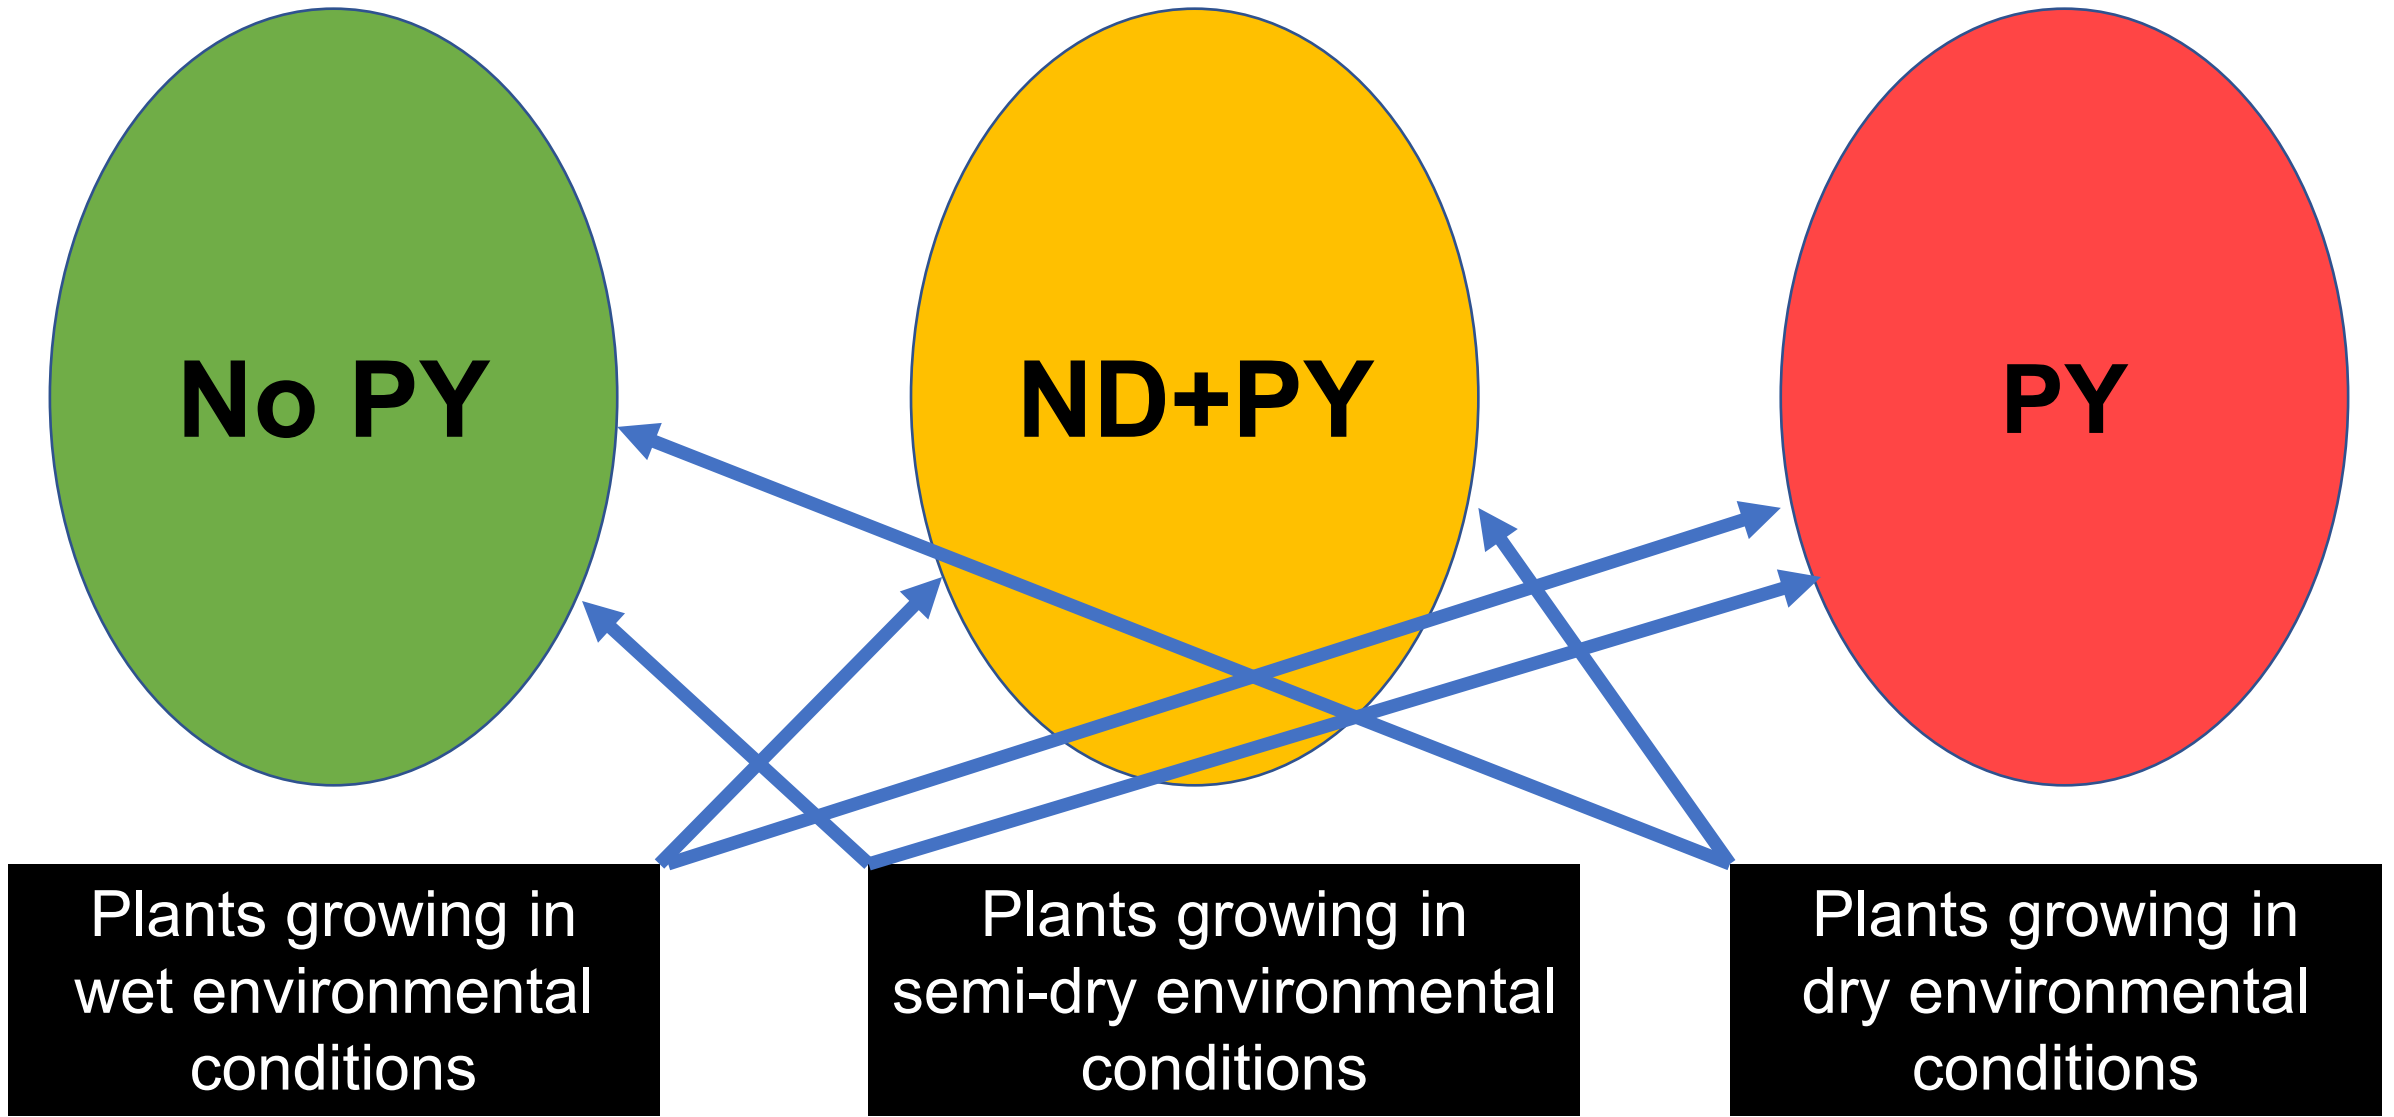 No PY
ND+PY
PY
Plants growing in
wet environmental
conditions
Plants growing in
semi-dry environmental
conditions
Plants growing in
dry environmental
conditions